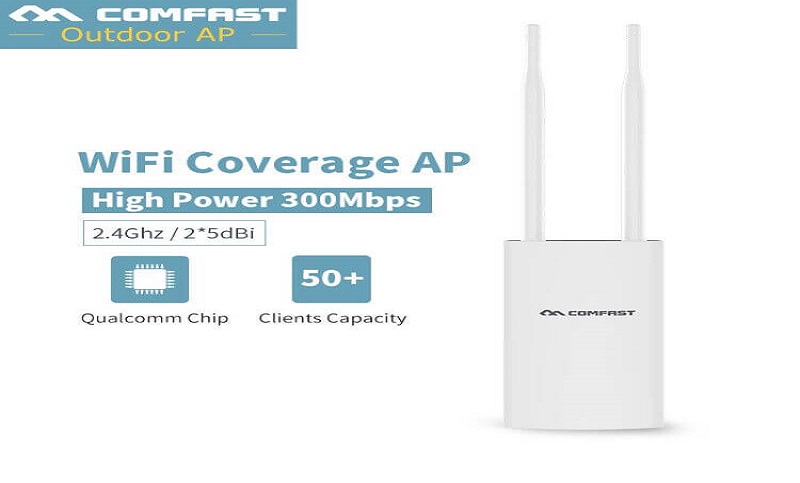 COMFAST
Outdoor AP
WiFi Coverage AP
High Power 300Mbps
2.4Ghz / 2*5dBi
50+
Qualcomm Chip
Clients Capacity
COMFAST